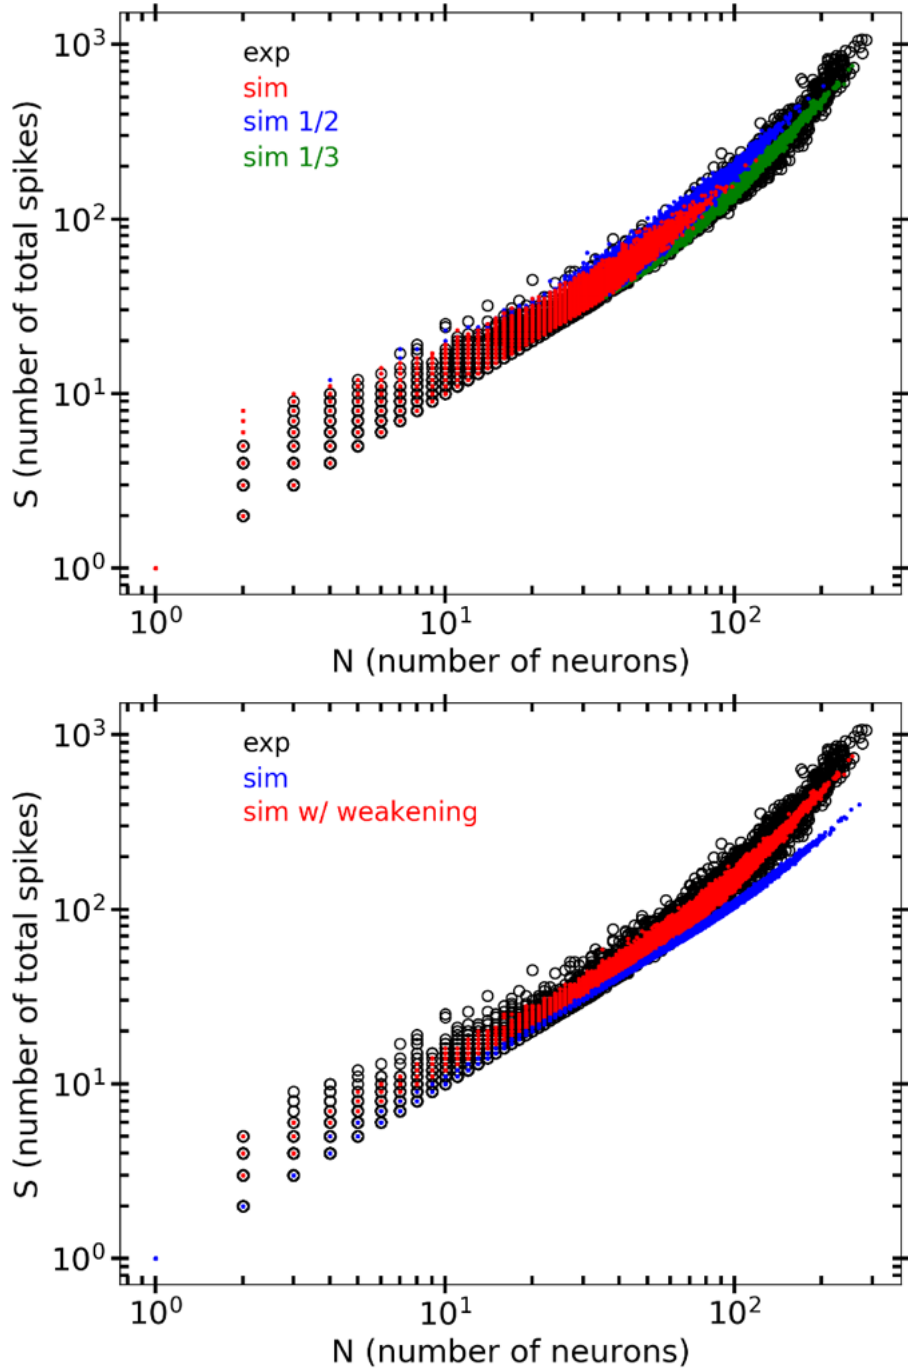 10³
exp
sim
sim 1/2
sim 1/3
10²
10¹
10⁰
S (number of total spikes)
10⁰ 10¹ 10²
N (number of neurons)
10³
exp
sim
sim w/ weakening
10²
10¹
10⁰
S (number of total spikes)
10⁰ 10¹ 10²
N (number of neurons)